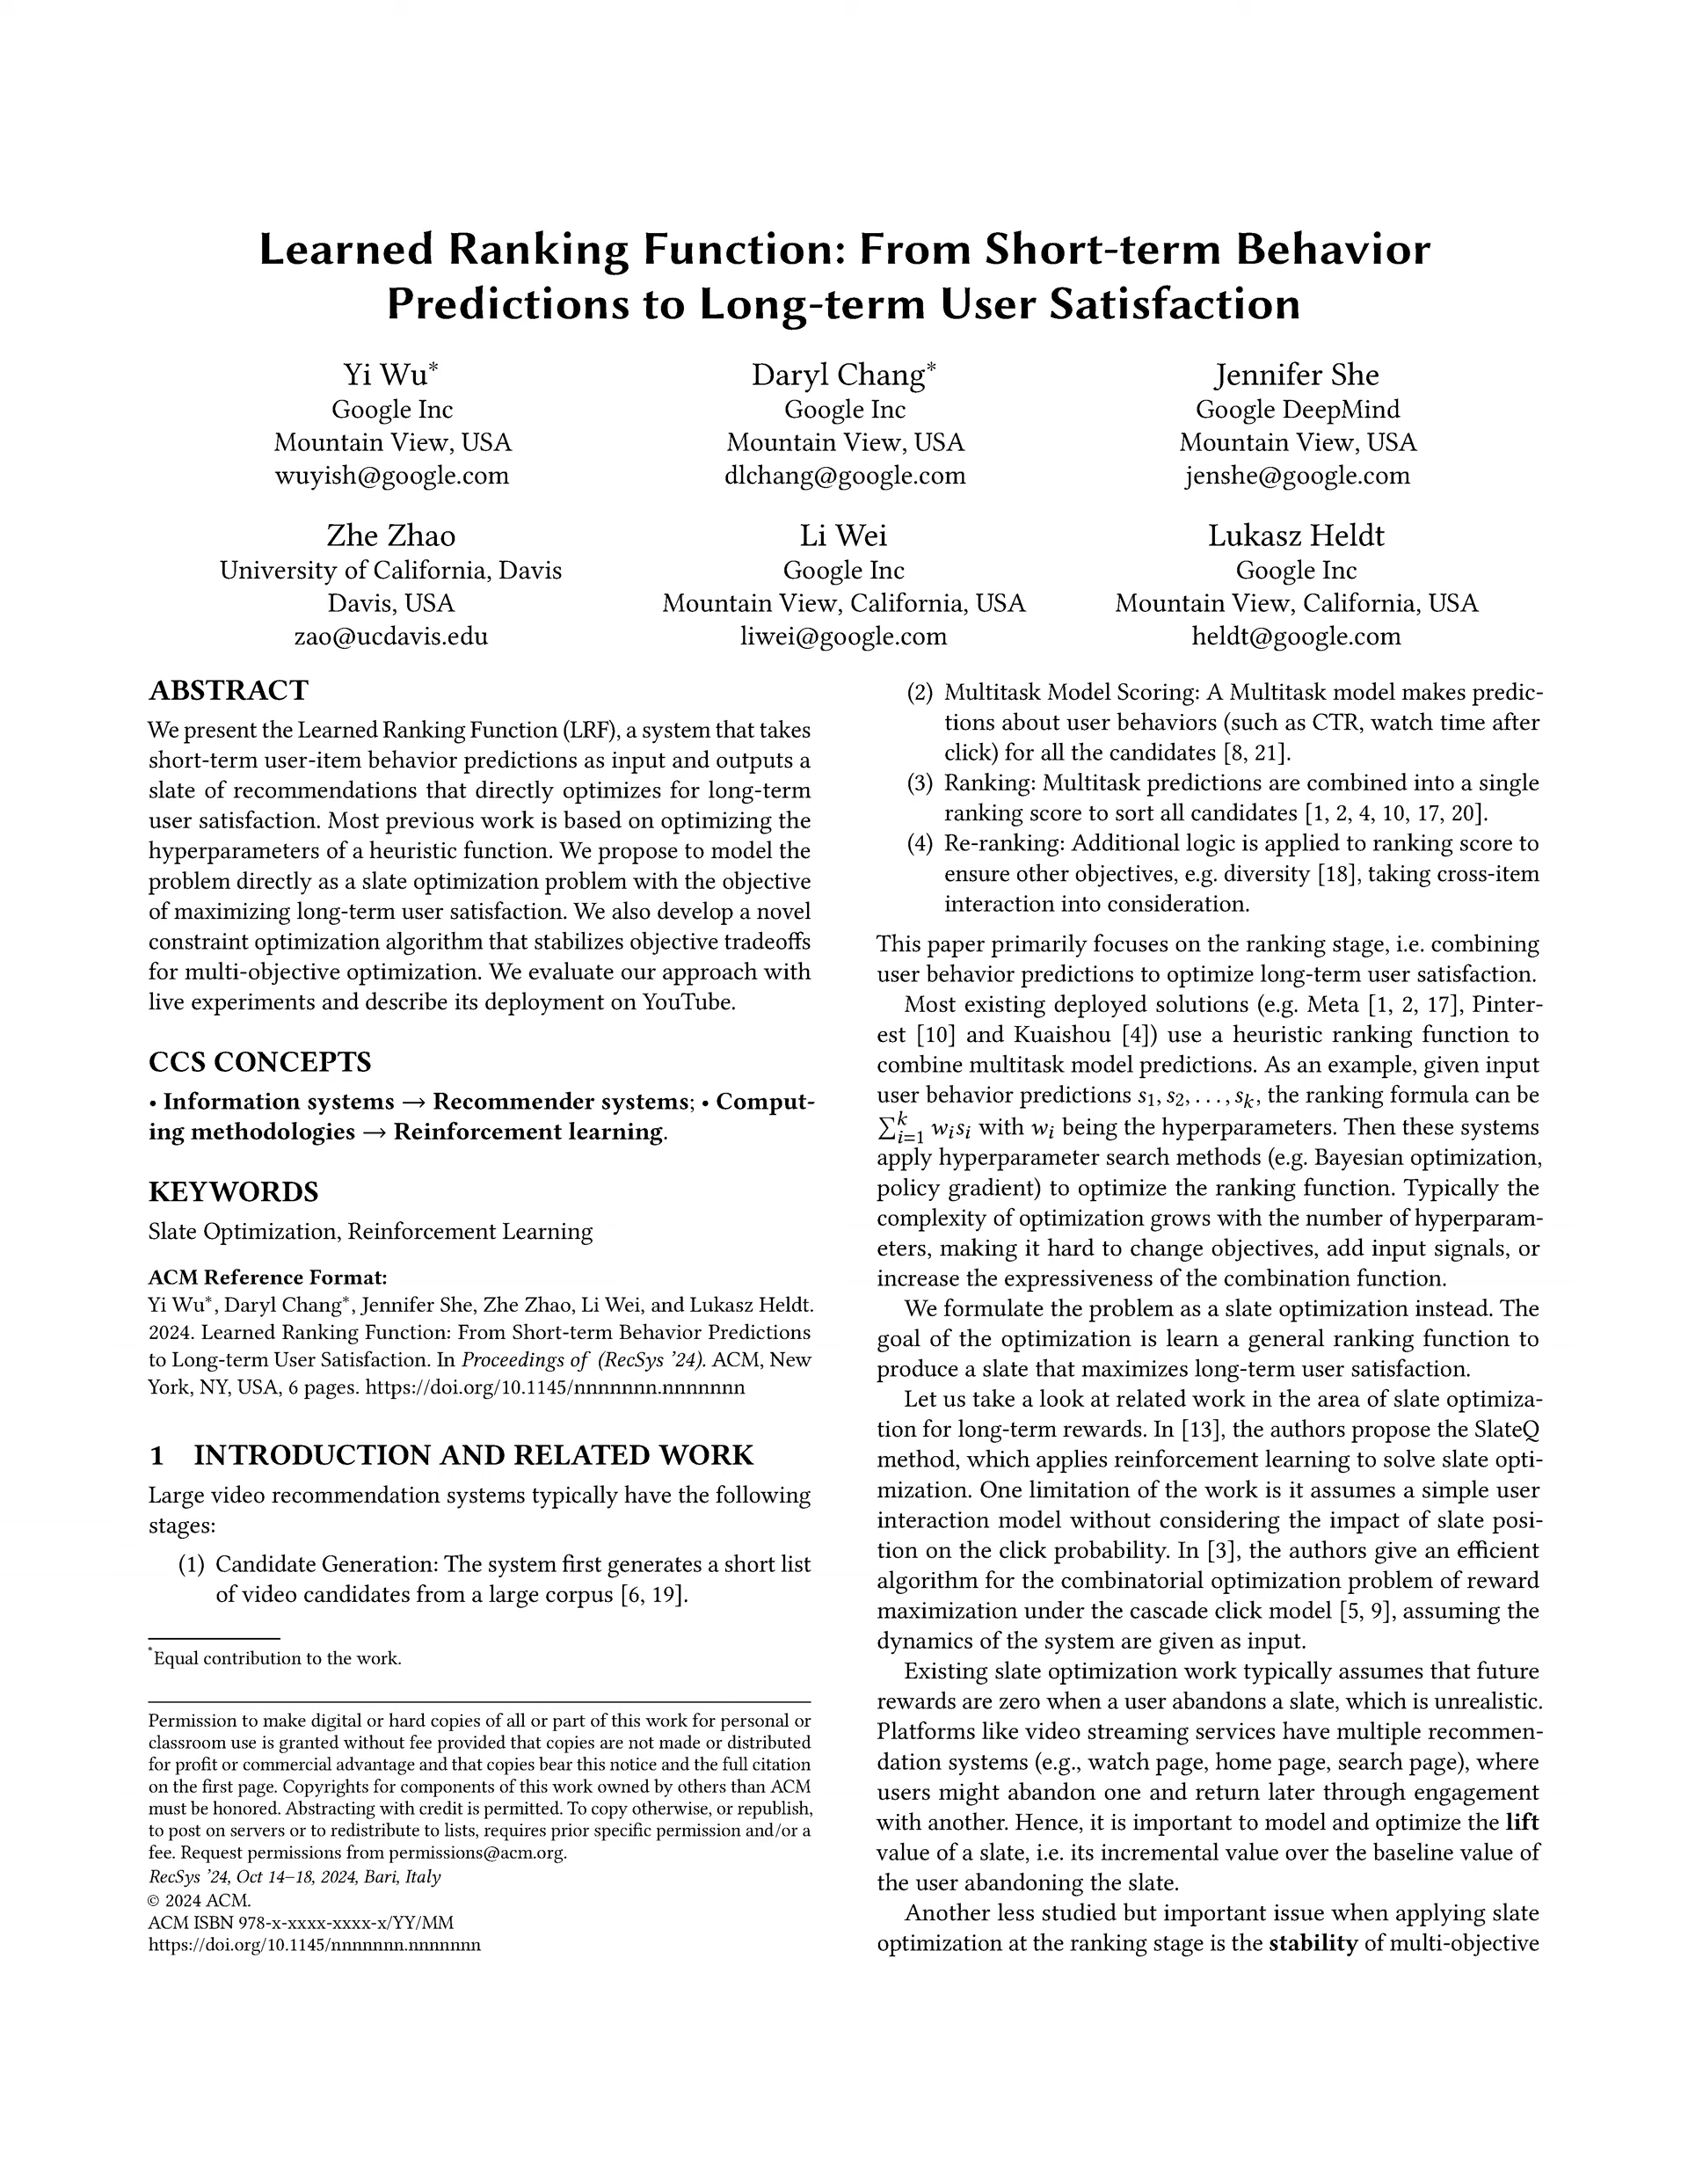 Learned Ranking Function: From Short-term Behavior
Predictions to Long-term User Satisfaction
Yi Wu*
Google Inc
Mountain View, USA
wuyish@google.com
Daryl Chang*
Google Inc
Mountain View, USA
dlchang@google.com
Jennifer She
Google DeepMind
Mountain View, USA
jenshe@google.com
Zhe Zhao
University of California, Davis
Davis, USA
zao@ucdavis.edu
Li Wei
Google Inc
Mountain View, California, USA
liwei@google.com
Lukasz Heldt
Google Inc
Mountain View, California, USA
heldt@google.com
ABSTRACT
We present the Learned Ranking Function (LRF), a system that takes
short-term user-item behavior predictions as input and outputs a
slate of recommendations that directly optimizes for long-term
user satisfaction. Most previous work is based on optimizing the
hyperparameters of a heuristic function. We propose to model the
problem directly as a slate optimization problem with the objective
of maximizing long-term user satisfaction. We also develop a novel
constraint optimization algorithm that stabilizes objective tradeoffs
for multi-objective optimization. We evaluate our approach with
live experiments and describe its deployment on YouTube.
CCS CONCEPTS
• Information systems → Recommender systems; • Comput-
ing methodologies → Reinforcement learning.
KEYWORDS
Slate Optimization, Reinforcement Learning
ACM Reference Format:
Yi Wu*, Daryl Chang*, Jennifer She, Zhe Zhao, Li Wei, and Lukasz Heldt.
2024. Learned Ranking Function: From Short-term Behavior Predictions
to Long-term User Satisfaction. In Proceedings of (RecSys ’24). ACM, New
York, NY, USA, 6 pages. https://doi.org/10.1145/nnnnnnn.nnnnnnn
1 INTRODUCTION AND RELATED WORK
Large video recommendation systems typically have the following
stages:
(1) Candidate Generation: The system first generates a short list
of video candidates from a large corpus [6, 19].
*Equal contribution to the work.
Permission to make digital or hard copies of all or part of this work for personal or
classroom use is granted without fee provided that copies are not made or distributed
for profit or commercial advantage and that copies bear this notice and the full citation
on the first page. Copyrights for components of this work owned by others than ACM
must be honored. Abstracting with credit is permitted. To copy otherwise, or republish,
to post on servers or to redistribute to lists, requires prior specific permission and/or a
fee. Request permissions from permissions@acm.org.
RecSys ’24, Oct 14–18, 2024, Bari, Italy
© 2024 ACM.
ACM ISBN 978-x-xxxx-xxxx-x/YY/MM
https://doi.org/10.1145/nnnnnnn.nnnnnnn
(2) Multitask Model Scoring: A Multitask model makes predic-
tions about user behaviors (such as CTR, watch time after
click) for all the candidates [8, 21].
(3) Ranking: Multitask predictions are combined into a single
ranking score to sort all candidates [1, 2, 4, 10, 17, 20].
(4) Re-ranking: Additional logic is applied to ranking score to
ensure other objectives, e.g. diversity [18], taking cross-item
interaction into consideration.
This paper primarily focuses on the ranking stage, i.e. combining
user behavior predictions to optimize long-term user satisfaction.
Most existing deployed solutions (e.g. Meta [1, 2, 17], Pinter-
est [10] and Kuaishou [4]) use a heuristic ranking function to
combine multitask model predictions. As an example, given input
user behavior predictions s₁, s₂, . . . , sₖ, the ranking formula can be
∑ᵏᵢ₌₁ wᵢsᵢ with wᵢ being the hyperparameters. Then these systems
apply hyperparameter search methods (e.g. Bayesian optimization,
policy gradient) to optimize the ranking function. Typically the
complexity of optimization grows with the number of hyperparam-
eters, making it hard to change objectives, add input signals, or
increase the expressiveness of the combination function.
We formulate the problem as a slate optimization instead. The
goal of the optimization is learn a general ranking function to
produce a slate that maximizes long-term user satisfaction.
Let us take a look at related work in the area of slate optimiza-
tion for long-term rewards. In [13], the authors propose the SlateQ
method, which applies reinforcement learning to solve slate opti-
mization. One limitation of the work is it assumes a simple user
interaction model without considering the impact of slate posi-
tion on the click probability. In [3], the authors give an efficient
algorithm for the combinatorial optimization problem of reward
maximization under the cascade click model [5, 9], assuming the
dynamics of the system are given as input.
Existing slate optimization work typically assumes that future
rewards are zero when a user abandons a slate, which is unrealistic.
Platforms like video streaming services have multiple recommen-
dation systems (e.g., watch page, home page, search page), where
users might abandon one and return later through engagement
with another. Hence, it is important to model and optimize the lift
value of a slate, i.e. its incremental value over the baseline value of
the user abandoning the slate.
Another less studied but important issue when applying slate
optimization at the ranking stage is the stability of multi-objective